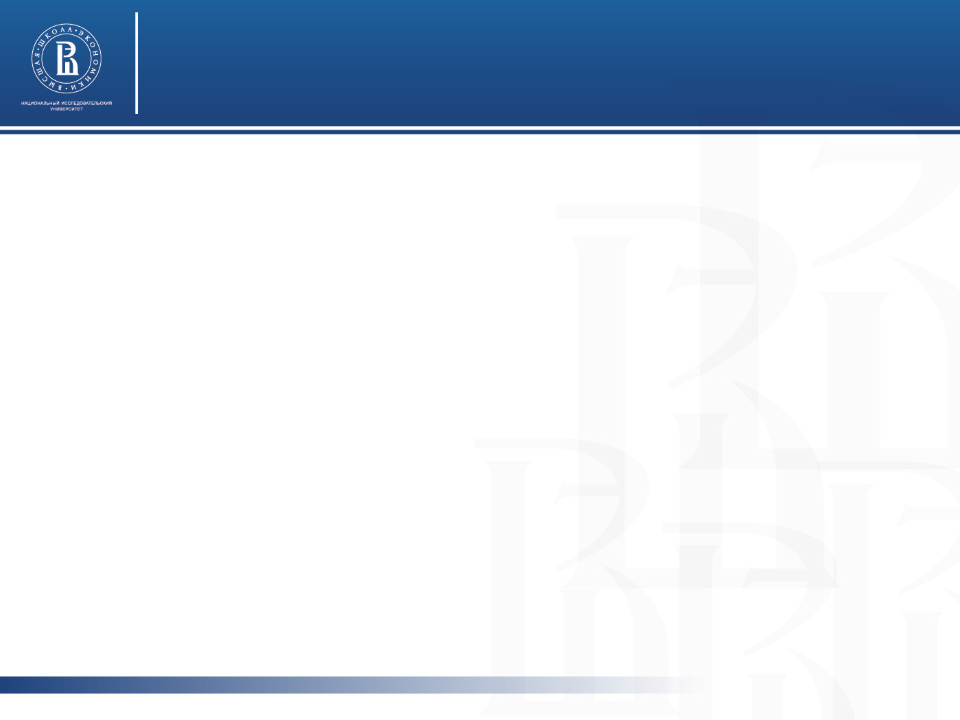 ВЫСШАЯ · ШКОЛА · ЭКОНОМИКИ ·
НАЦИОНАЛЬНЫЙ ИССЛЕДОВАТЕЛЬСКИЙ
УНИВЕРСИТЕТ